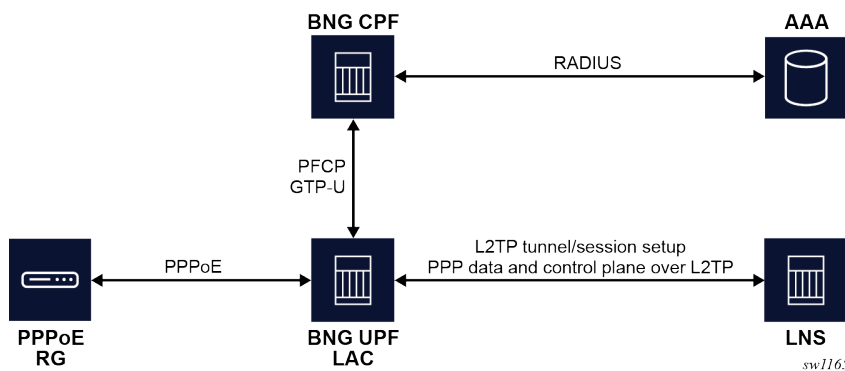 BNG CPF
AAA
RADIUS
PFCP
GTP-U
L2TP tunnel/session setup
PPPoE
PPP data and control plane over L2TP
PPPoE
RG
BNG UPF
LAC
LNS